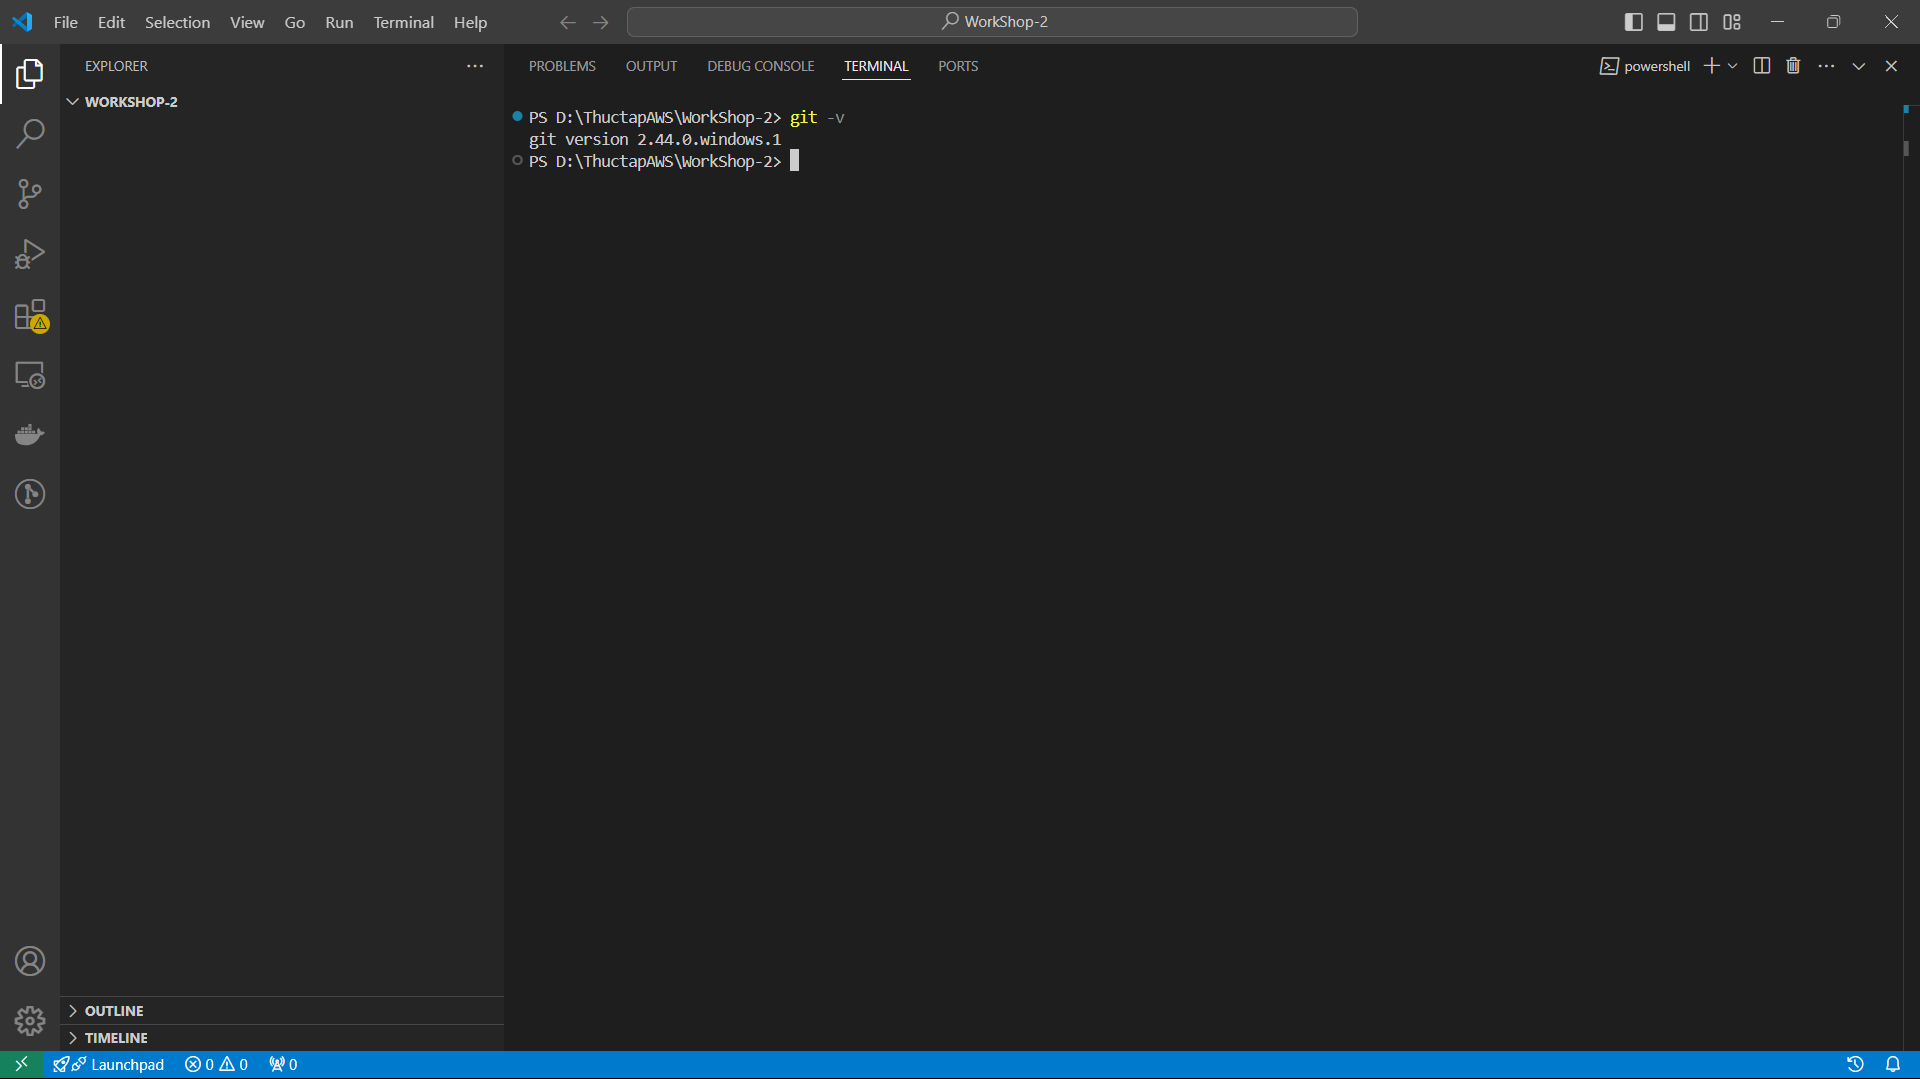 File Edit Selection View Go Run Terminal Help
WorkShop-2
EXPLORER
WORKSHOP-2
PROBLEMS OUTPUT DEBUG CONSOLE TERMINAL PORTS
powershell
PS D:\ThuctapAWS\WorkShop-2> git -v
git version 2.44.0.windows.1
PS D:\ThuctapAWS\WorkShop-2>
OUTLINE
TIMELINE
Launchpad 0 0 0